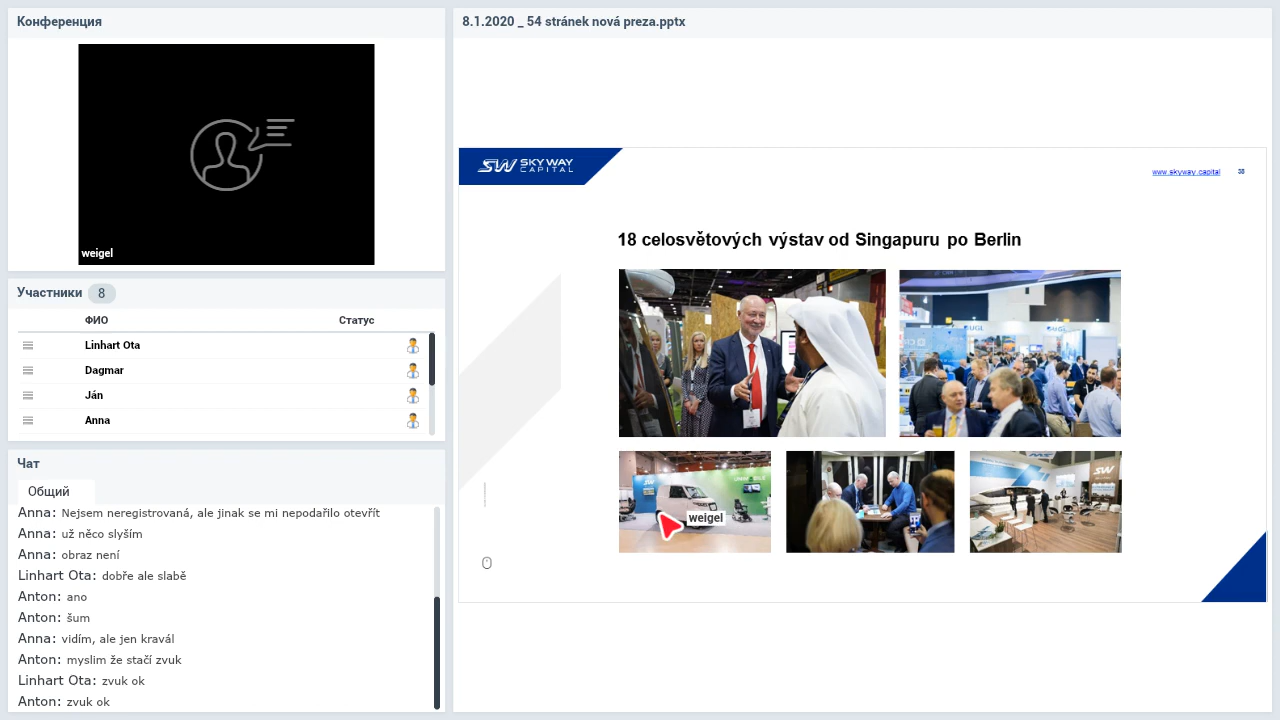 Конференция
weigel
Участники 8
ФИО Статус
Linhart Ota
Dagmar
Ján
Anna
Чат
Общий
Anna: Nejsem neregistrovaná, ale jinak se mi nepodařilo otevřít
Anna: už něco slyším
Anna: obraz není
Linhart Ota: dobře ale slabě
Anton: ano
Anton: šum
Anna: vidím, ale jen kravál
Anton: myslim že stačí zvuk
Linhart Ota: zvuk ok
Anton: zvuk ok
8.1.2020 _ 54 stránek nová preza.pptx
SW SKY WAY
CAPITAL
www.skyway.capital 38
18 celosvětových výstav od Singapuru po Berlin
UGL
UGL
weigel
SW